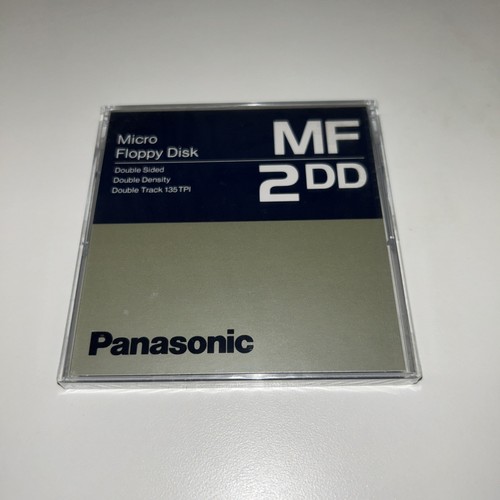 Micro
Floppy Disk
Double Sided
Double Density
Double Track 135 TPI
MF
2DD
Panasonic